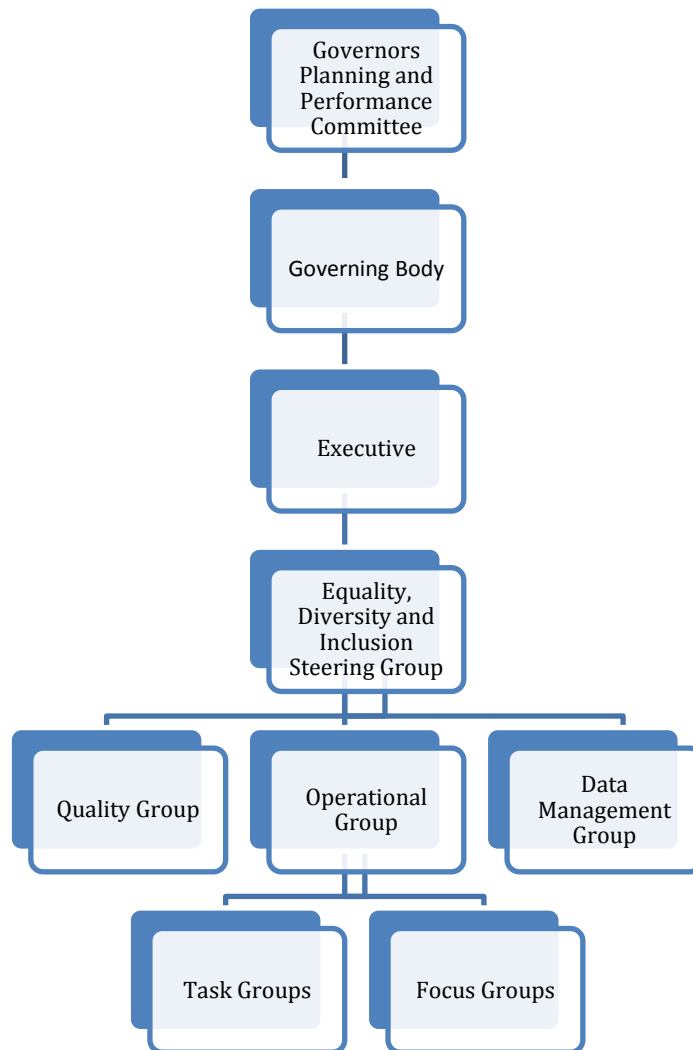 Governors
Planning and
Performance
Committee
Governing Body
Executive
Equality,
Diversity and
Inclusion
Steering Group
Quality Group
Operational
Group
Data
Management
Group
Task Groups
Focus Groups